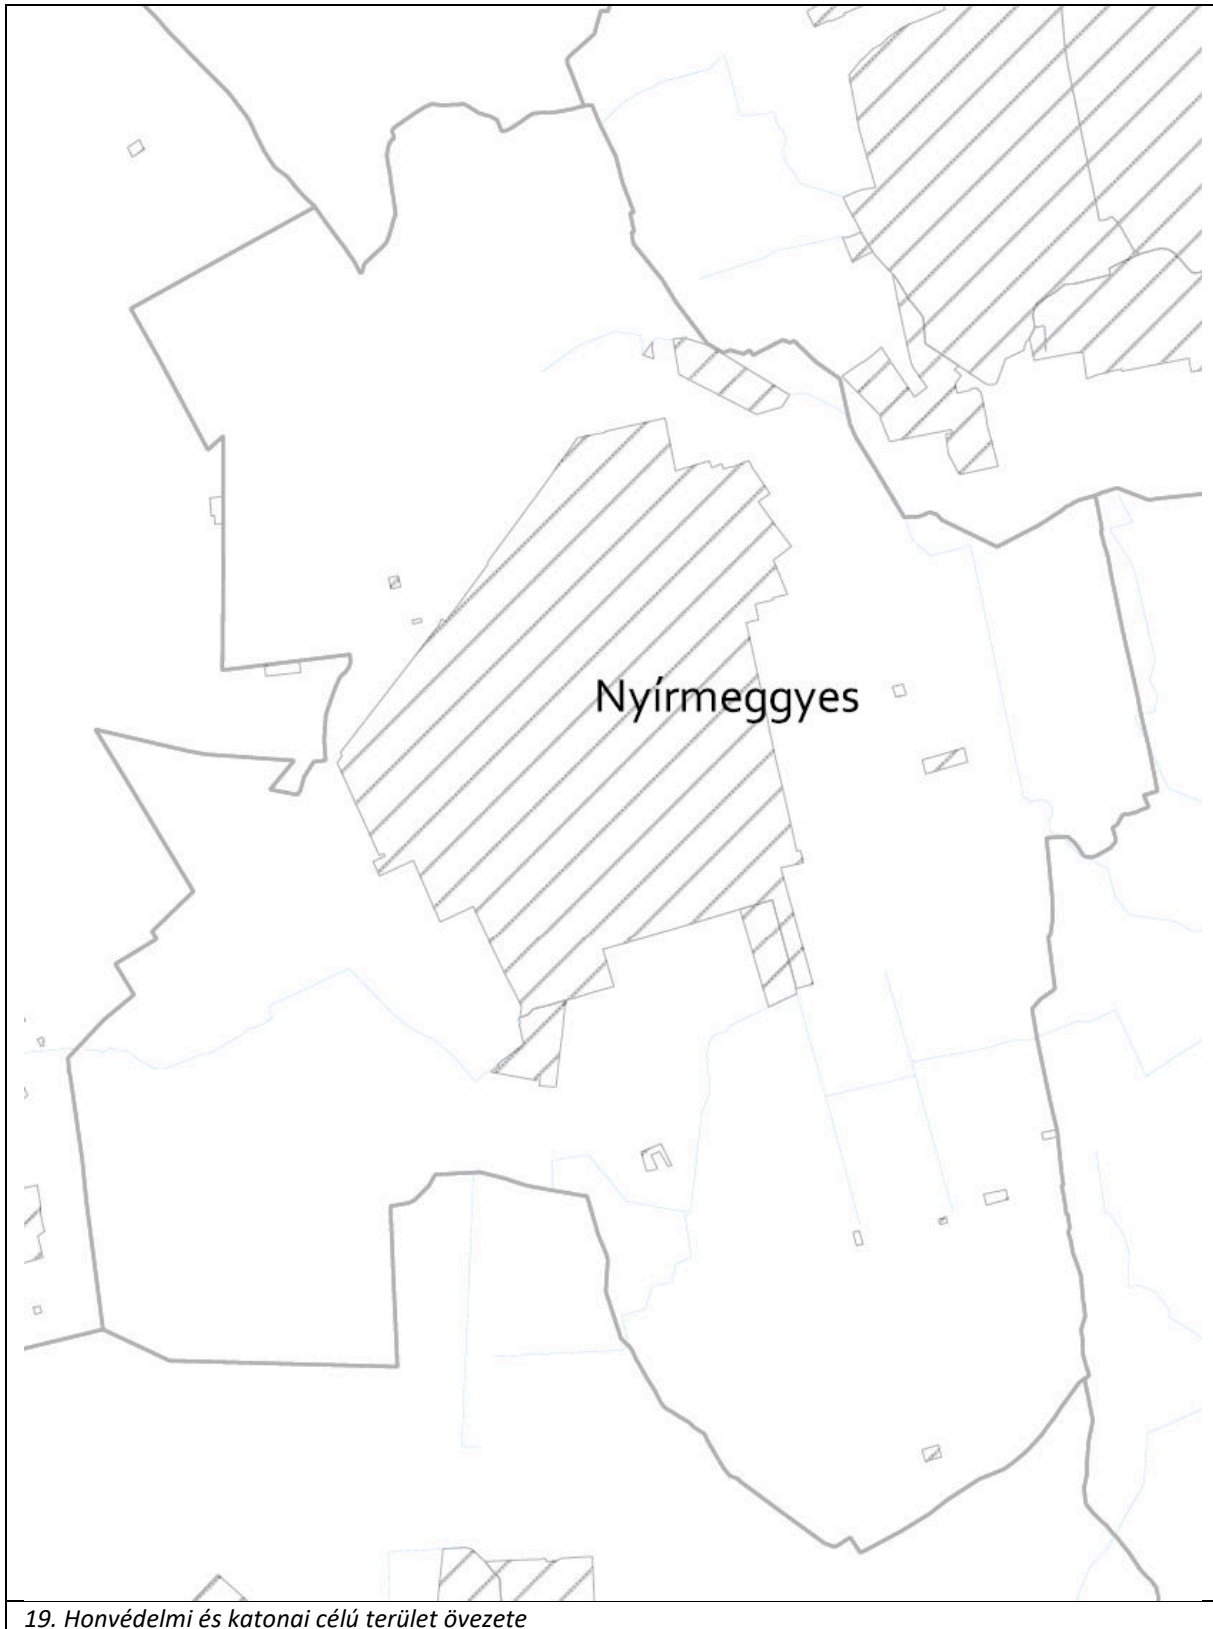 Nyírmeggyes
19. Honvédelmi és katonai célú terület övezete